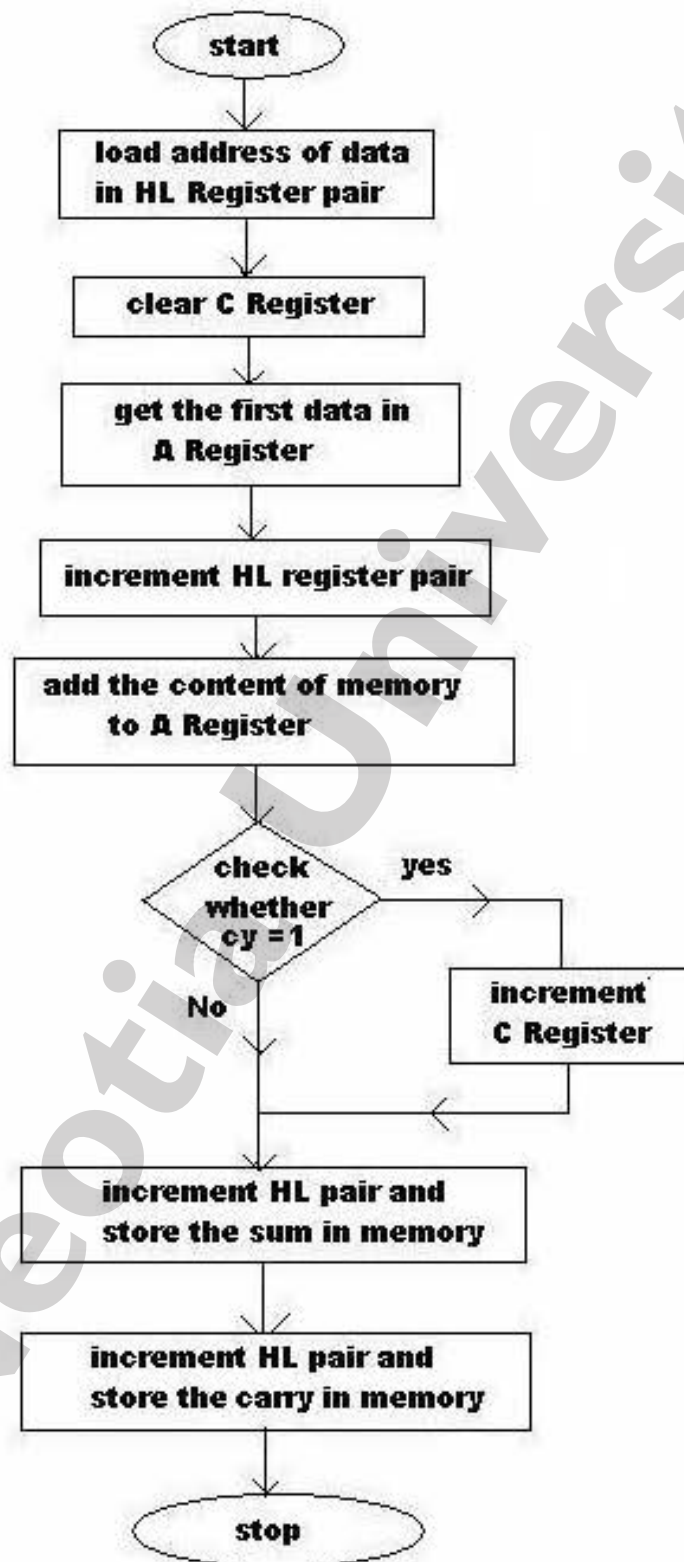 start
load address of data
in HL Register pair
clear C Register
get the first data in
A Register
increment HL register pair
add the content of memory
to A Register
check
whether
cy =1
yes
No
increment
C Register
increment HL pair and
store the sum in memory
increment HL pair and
store the carry in memory
stop
eotia Universi